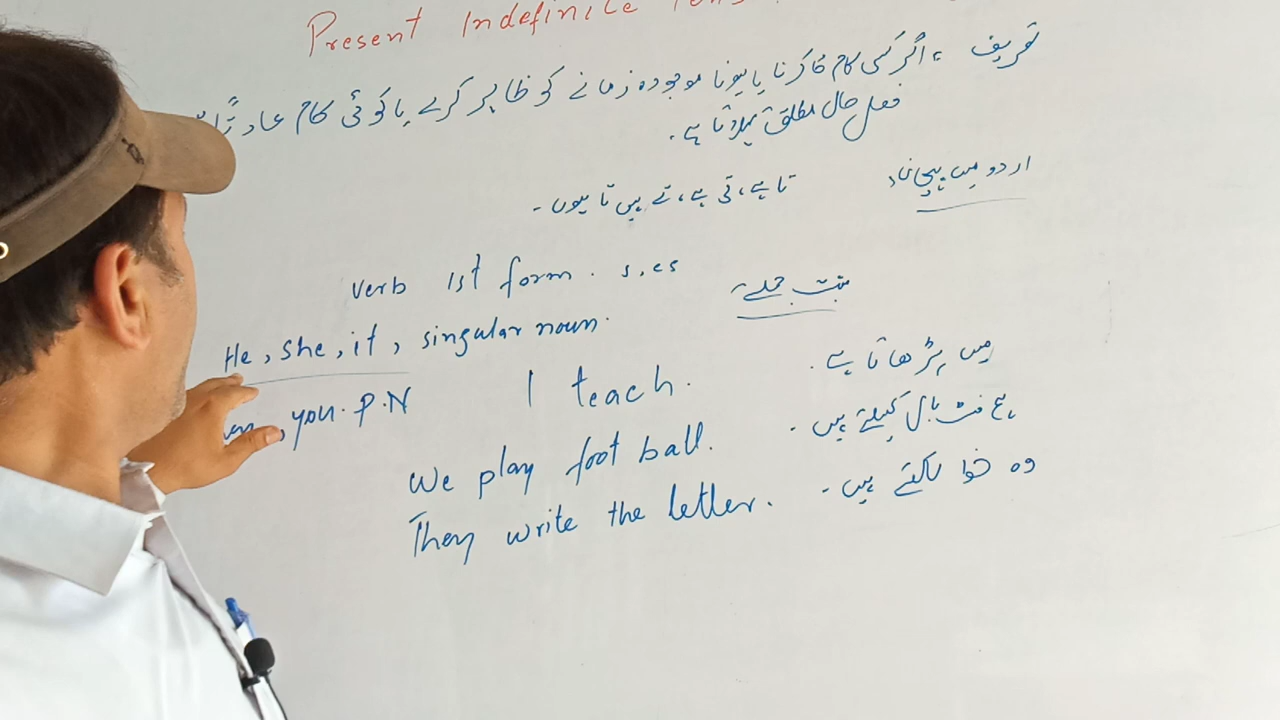 Present Indefinite
تعریف ، اگر کسی کام کا کرنا یا ہونا موجودہ زمانے کو ظاہر کرے یا کوئی کام عادتاً
فعل حال مطلق کہلاتا ہے ۔
اردو میں پہچان تا ہے ، تی ہے ، تے ہیں تا ہوں ۔
verb 1st form . s, es
He, she, it, singular noun.
مثبت جملے ۔
you. P.N
I teach. میں پڑھاتا ہے .
We play foot ball. ہم فٹ بال کھیلتے ہیں ۔
They write the letter. وہ خط لکھتے ہیں ۔